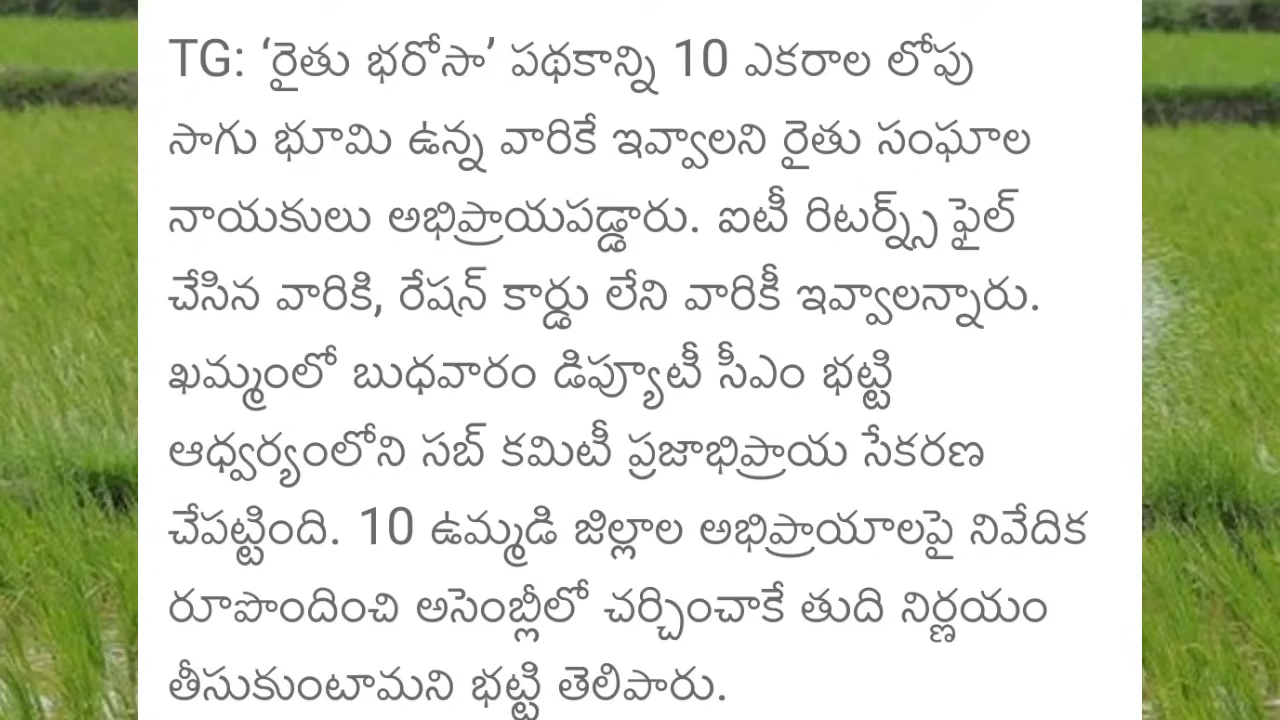 TG: ‘రైతు భరోసా’ పథకాన్ని 10 ఎకరాల లోపు
సాగు భూమి ఉన్న వారికే ఇవ్వాలని రైతు సంఘాల
నాయకులు అభిప్రాయపడ్డారు. ఐటీ రిటర్న్స్ ఫైల్
చేసిన వారికి, రేషన్ కార్డు లేని వారికీ ఇవ్వాలన్నారు.
ఖమ్మంలో బుధవారం డిప్యూటీ సీఎం భట్టి
ఆధ్వర్యంలోని సబ్ కమిటీ ప్రజాభిప్రాయ సేకరణ
చేపట్టింది. 10 ఉమ్మడి జిల్లాల అభిప్రాయాలపై నివేదిక
రూపొందించి అసెంబ్లీలో చర్చించాకే తుది నిర్ణయం
తీసుకుంటామని భట్టి తెలిపారు.